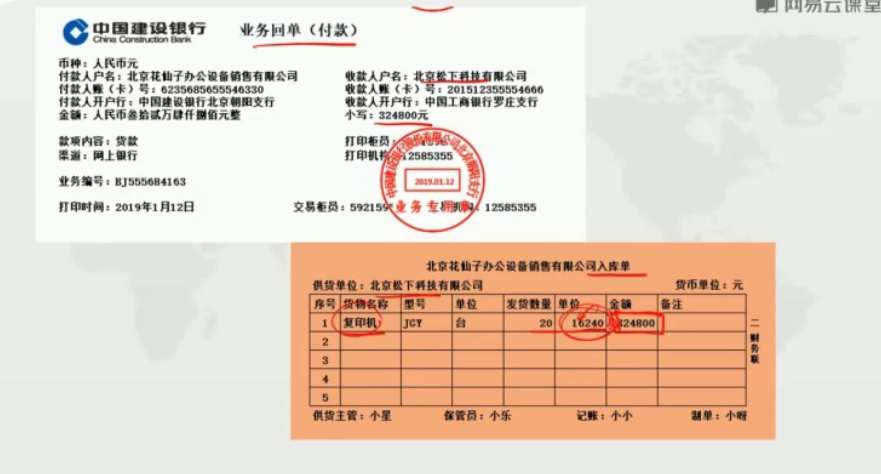 网易云课堂
中国建设银行
China Construction Bank
业务回单（付款）
币种：人民币元
付款人户名：北京花仙子办公设备销售有限公司
收款人户名：北京松下科技有限公司
付款人账（卡）号：6235685655546330
收款人账（卡）号：2015123555554666
付款人开户行：中国建设银行北京朝阳支行
收款人开户行：中国工商银行罗庄支行
金额：人民币叁拾贰万肆仟捌佰元整
小写：324800元
款项内容：货款
打印柜员：
渠道：网上银行
打印机构 12585355
业务编号：BJ555684163
打印时间：2019年1月12日
交易柜员：592159
12585355
中国建设银行股份有限公司北京朝阳支行
2019.01.12
业务专用章
北京花仙子办公设备销售有限公司入库单
供货单位：北京松下科技有限公司
货币单位：元
序号 货物名称 型号 单位 发货数量 单价 金额 备注
1 复印机 JGY 台 20 16240 324800
2
3
4
5
二 财务联
供货主管：小星 保管员：小乐 记账：小小 制单：小呀